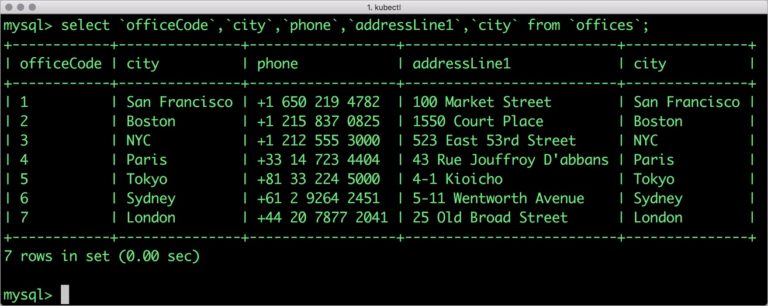 1. kubectl
mysql> select `officeCode`,`city`,`phone`,`addressLine1`,`city` from `offices`;
+------------+---------------+------------------+--------------------------+---------------+
| officeCode | city          | phone            | addressLine1             | city          |
+------------+---------------+------------------+--------------------------+---------------+
| 1          | San Francisco | +1 650 219 4782  | 100 Market Street        | San Francisco |
| 2          | Boston        | +1 215 837 0825  | 1550 Court Place         | Boston        |
| 3          | NYC           | +1 212 555 3000  | 523 East 53rd Street     | NYC           |
| 4          | Paris         | +33 14 723 4404  | 43 Rue Jouffroy D'abbans | Paris         |
| 5          | Tokyo         | +81 33 224 5000  | 4-1 Kioicho              | Tokyo         |
| 6          | Sydney        | +61 2 9264 2451  | 5-11 Wentworth Avenue    | Sydney        |
| 7          | London        | +44 20 7877 2041 | 25 Old Broad Street      | London        |
+------------+---------------+------------------+--------------------------+---------------+
7 rows in set (0.00 sec)
mysql>